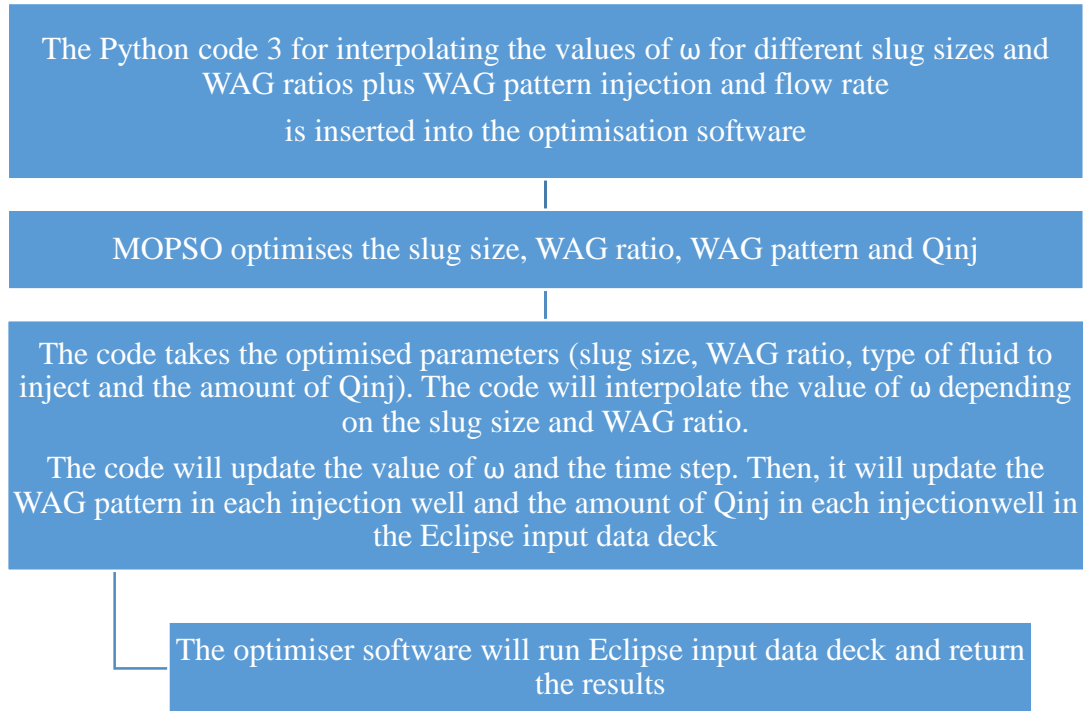 The Python code 3 for interpolating the values of ω for different slug sizes and
WAG ratios plus WAG pattern injection and flow rate
is inserted into the optimisation software
MOPSO optimises the slug size, WAG ratio, WAG pattern and Qinj
The code takes the optimised parameters (slug size, WAG ratio, type of fluid to
inject and the amount of Qinj). The code will interpolate the value of ω depending
on the slug size and WAG ratio.
The code will update the value of ω and the time step. Then, it will update the
WAG pattern in each injection well and the amount of Qinj in each injectionwell in
the Eclipse input data deck
The optimiser software will run Eclipse input data deck and return
the results